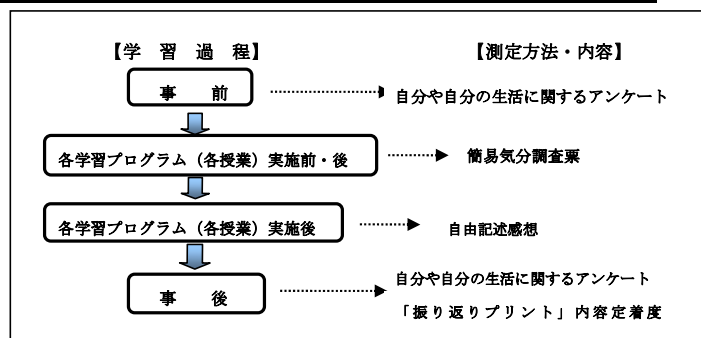 【学 習 過 程】 【測定方法・内容】
事 前
自分や自分の生活に関するアンケート
各学習プログラム（各授業）実施前・後
簡易気分調査票
各学習プログラム（各授業）実施後
自由記述感想
事 後
自分や自分の生活に関するアンケート
「振り返りプリント」内容定着度